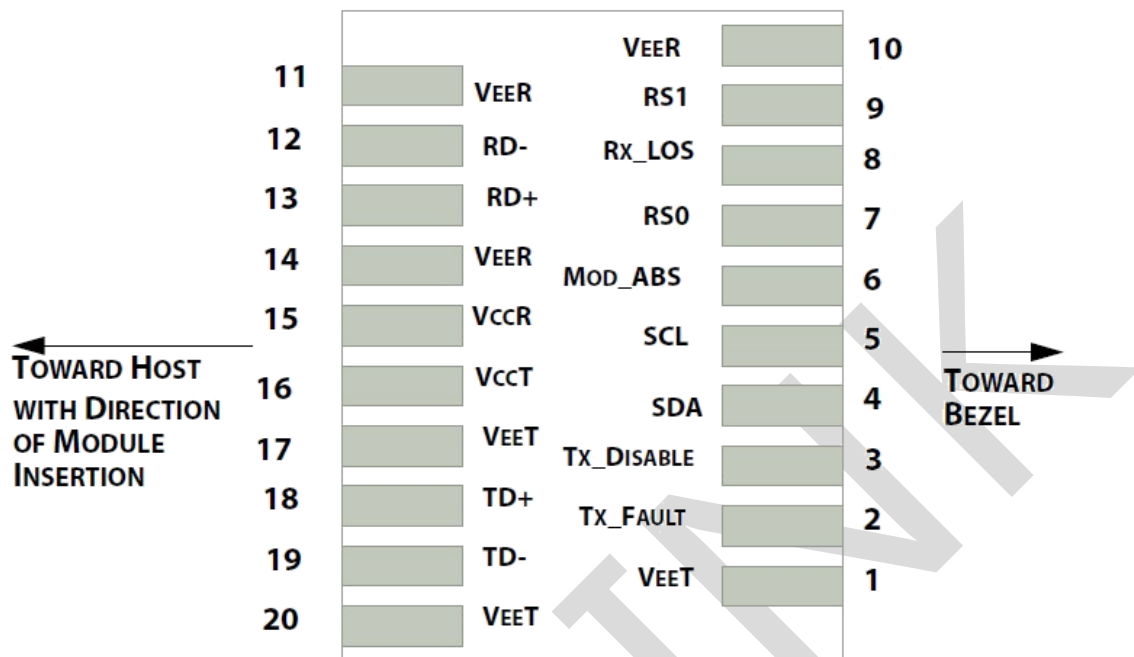 11 VEER
12 RD-
13 RD+
14 VEER
15 VCCR
16 VCCT
17 VEET
18 TD+
19 TD-
20 VEET
VEER 10
RS1 9
RX_LOS 8
RS0 7
MOD_ABS 6
SCL 5
SDA 4
TX_DISABLE 3
TX_FAULT 2
VEET 1
TOWARD HOST
WITH DIRECTION
OF MODULE
INSERTION
TOWARD
BEZEL
INK